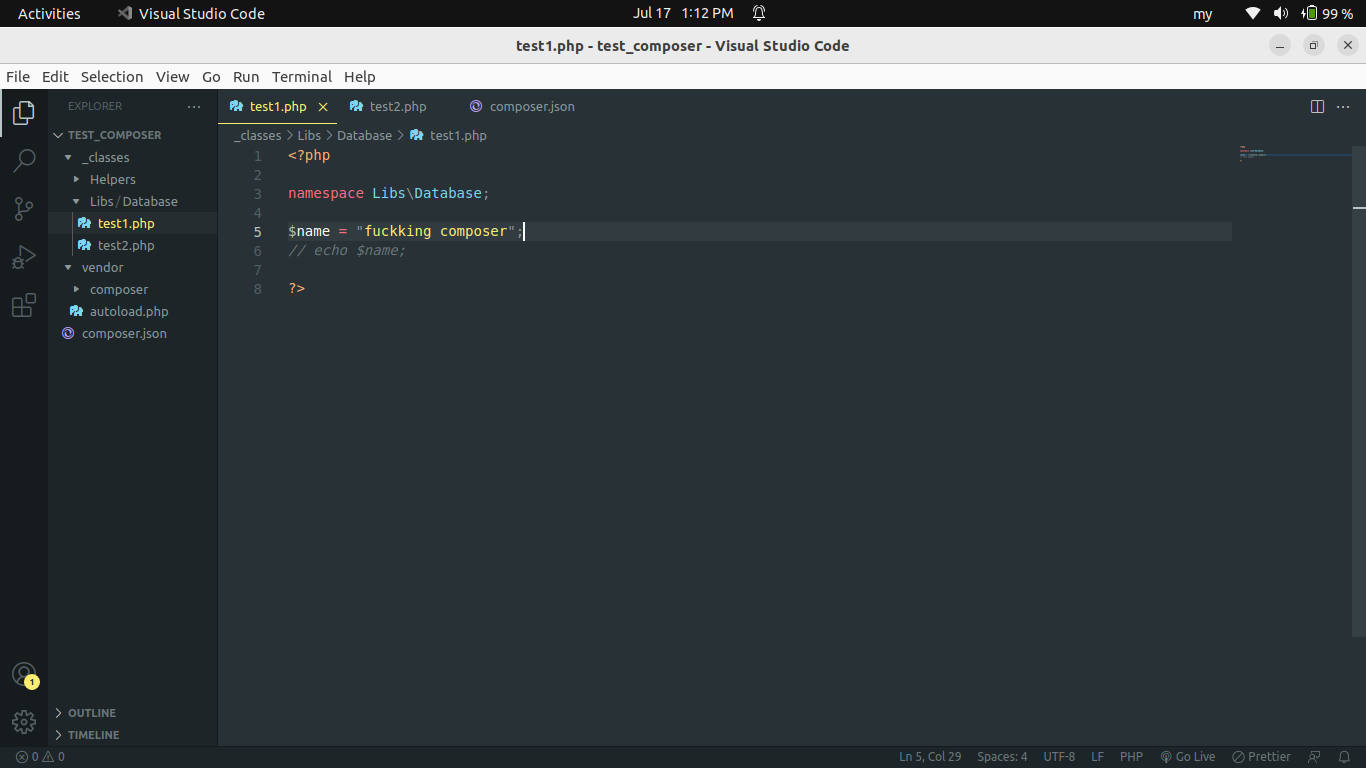 Activities Visual Studio Code Jul 17 1:12 PM my 99 %
test1.php - test_composer - Visual Studio Code
File Edit Selection View Go Run Terminal Help
EXPLORER
TEST_COMPOSER
_classes
Helpers
Libs/Database
test1.php
test2.php
vendor
composer
autoload.php
composer.json
OUTLINE
TIMELINE
1
test1.php test2.php composer.json
_classes > Libs > Database > test1.php
1 <?php
2
3 namespace Libs\Database;
4
5 $name = "fuckking composer";
6 // echo $name;
7
8 ?>
0 0 Ln 5, Col 29 Spaces: 4 UTF-8 LF PHP Go Live Prettier